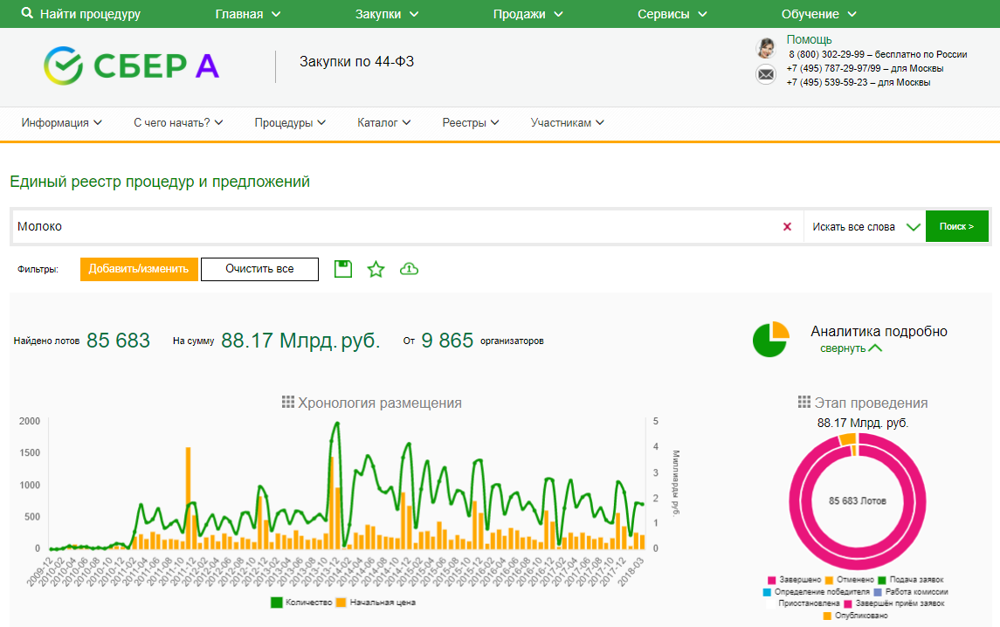 Найти процедуру Главная Закупки Продажи Сервисы Обучение
СБЕР А
Закупки по 44-ФЗ
Помощь
8 (800) 302-29-99 – бесплатно по России
+7 (495) 787-29-97/99 – для Москвы
+7 (495) 539-59-23 – для Москвы
Информация С чего начать? Процедуры Каталог Реестры Участникам
Единый реестр процедур и предложений
Молоко x Искать все слова Поиск >
Фильтры: Добавить/изменить Очистить все
Найдено лотов 85 683 На сумму 88.17 Млрд. руб. От 9 865 организаторов
Аналитика подробно
свернуть
Хронология размещения
2000
1500
1000
500
0
5
4
3
2
1
0
Миллиарды руб.
2009-12 2010-02 2010-04 2010-06 2010-08 2010-10 2010-12 2011-02 2011-04 2011-06 2011-08 2011-10 2011-12 2012-02 2012-04 2012-06 2012-08 2012-10 2012-12 2013-02 2013-04 2013-06 2013-08 2013-10 2013-12 2014-02 2014-04 2014-06 2014-08 2014-10 2014-12 2015-02 2015-04 2015-06 2015-08 2015-10 2015-12 2016-02 2016-04 2016-06 2016-08 2016-10 2016-12 2017-02 2017-04 2017-06 2017-08 2017-10 2017-12 2018-03
Количество Начальная цена
Этап проведения
88.17 Млрд. руб.
85 683 Лотов
Завершено Отменено Подача заявок
Определение победителя Работа комиссии
Приостановлена Завершён приём заявок
Опубликовано